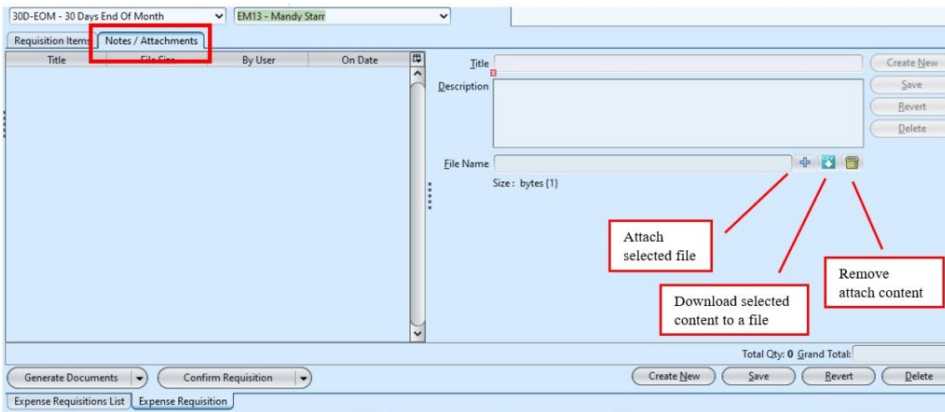 30D-EOM - 30 Days End Of Month EM13 - Mandy Starr
Requisition Items Notes / Attachments
Title File Size By User On Date
Title
Create New
Description
Save
Revert
Delete
File Name
Size : bytes {1}
Attach
selected file
Download selected
content to a file
Remove
attach content
Total Qty: 0 Grand Total:
Generate Documents Confirm Requisition Create New Save Revert Delete
Expense Requisitions List Expense Requisition